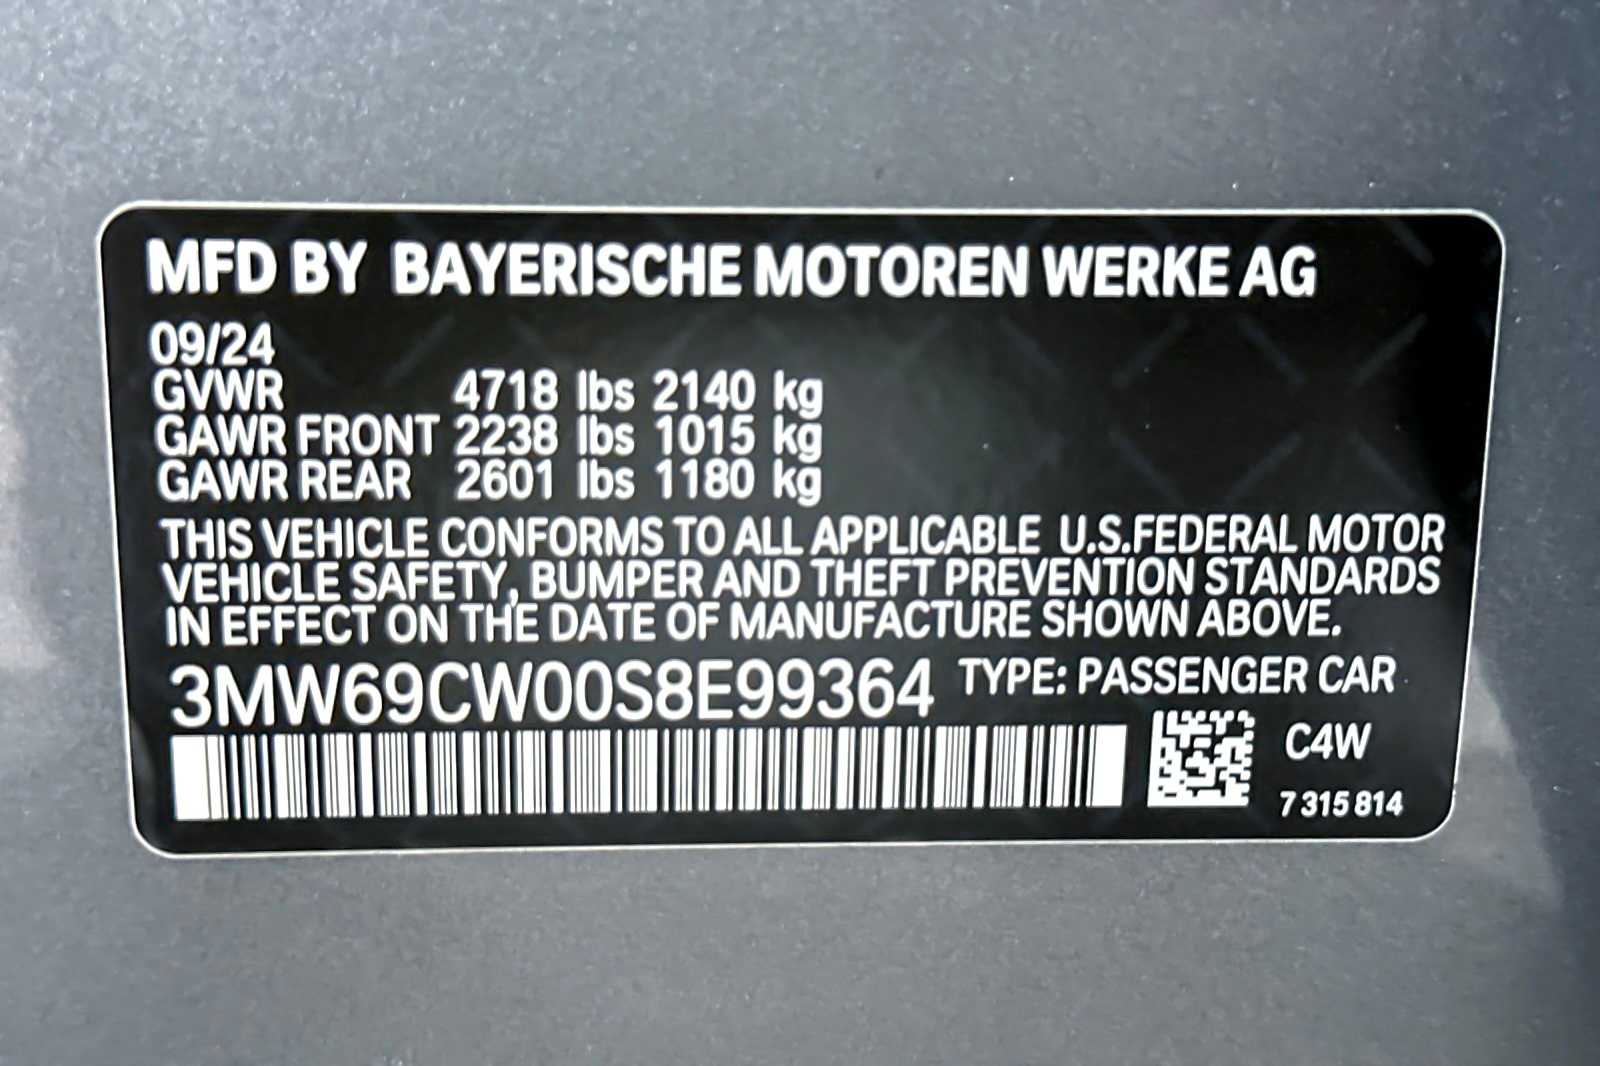 MFD BY BAYERISCHE MOTOREN WERKE AG
09/24
GVWR 4718 lbs 2140 kg
GAWR FRONT 2238 lbs 1015 kg
GAWR REAR 2601 lbs 1180 kg
THIS VEHICLE CONFORMS TO ALL APPLICABLE U.S.FEDERAL MOTOR
VEHICLE SAFETY, BUMPER AND THEFT PREVENTION STANDARDS
IN EFFECT ON THE DATE OF MANUFACTURE SHOWN ABOVE.
3MW69CW00S8E99364 TYPE: PASSENGER CAR
C4W
7 315 814